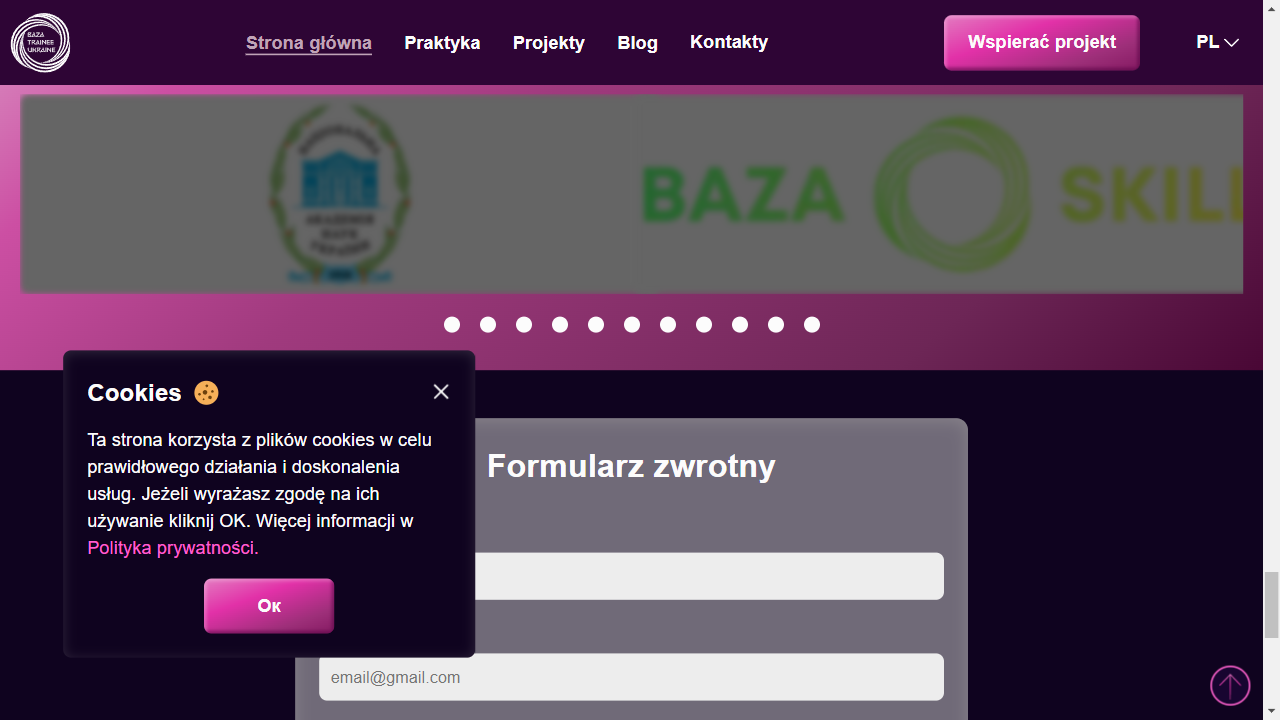 BAZA
TRAINEE
UKRAINE
Strona główna
Praktyka
Projekty
Blog
Kontakty
Wspierać projekt
PL
BAZA SKILL
Cookies
Ta strona korzysta z plików cookies w celu
prawidłowego działania i doskonalenia
usług. Jeżeli wyrażasz zgodę na ich
używanie kliknij OK. Więcej informacji w
Polityka prywatności.
Ок
Formularz zwrotny
email@gmail.com